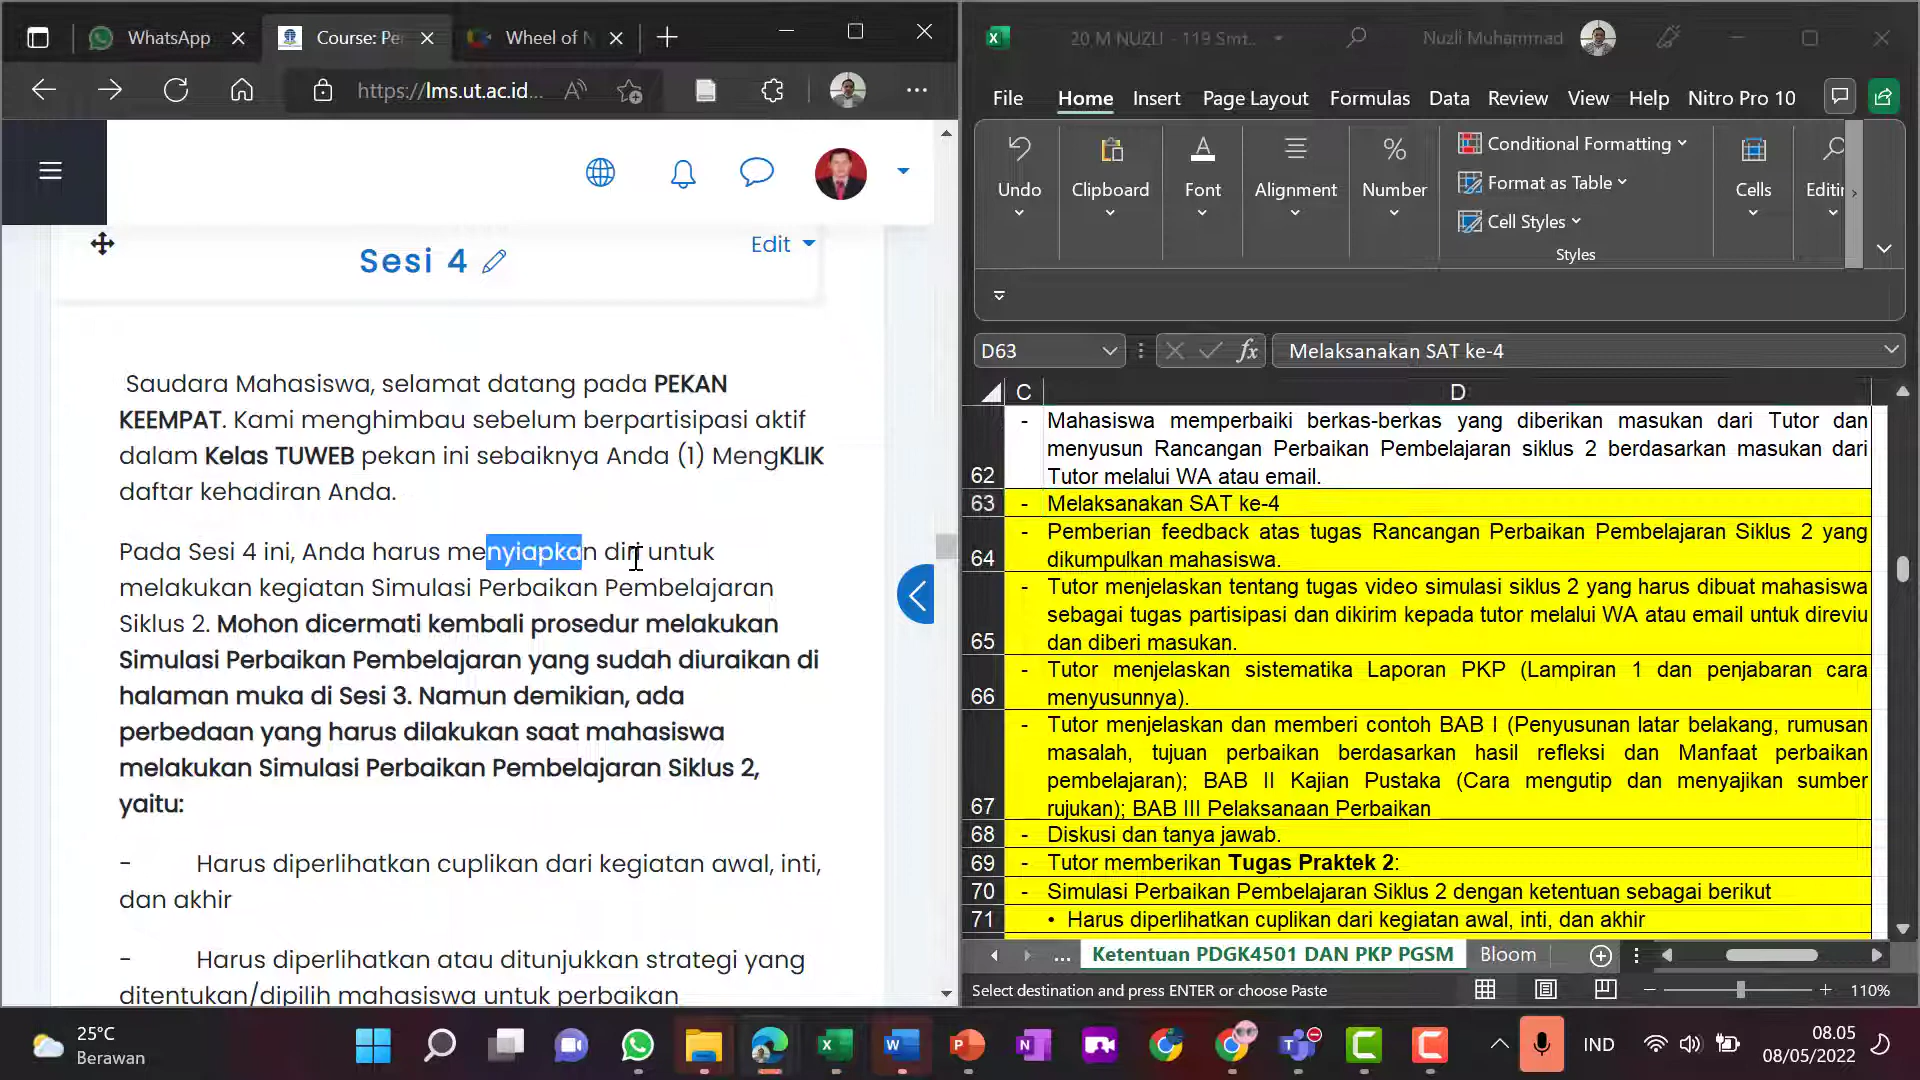 WhatsApp
Course: Pe
Wheel of N
https://lms.ut.ac.id...
Sesi 4
Edit
Saudara Mahasiswa, selamat datang pada PEKAN
KEEMPAT. Kami menghimbau sebelum berpartisipasi aktif
dalam Kelas TUWEB pekan ini sebaiknya Anda (1) MengKLIK
daftar kehadiran Anda.
Pada Sesi 4 ini, Anda harus menyiapkan diri untuk
melakukan kegiatan Simulasi Perbaikan Pembelajaran
Siklus 2. Mohon dicermati kembali prosedur melakukan
Simulasi Perbaikan Pembelajaran yang sudah diuraikan di
halaman muka di Sesi 3. Namun demikian, ada
perbedaan yang harus dilakukan saat mahasiswa
melakukan Simulasi Perbaikan Pembelajaran Siklus 2,
yaitu:
- Harus diperlihatkan cuplikan dari kegiatan awal, inti,
dan akhir
- Harus diperlihatkan atau ditunjukkan strategi yang
ditentukan/dipilih mahasiswa untuk perbaikan
20 M NUZLI - 119 Smt...
Nuzli Muhammad
File Home Insert Page Layout Formulas Data Review View Help Nitro Pro 10
Undo
Clipboard
Font
Alignment
Number
Conditional Formatting
Format as Table
Cell Styles
Styles
Cells
Editin
D63
fx
Melaksanakan SAT ke-4
C D
- Mahasiswa memperbaiki berkas-berkas yang diberikan masukan dari Tutor dan
menyusun Rancangan Perbaikan Pembelajaran siklus 2 berdasarkan masukan dari
62 Tutor melalui WA atau email.
63 - Melaksanakan SAT ke-4
- Pemberian feedback atas tugas Rancangan Perbaikan Pembelajaran Siklus 2 yang
64 dikumpulkan mahasiswa.
- Tutor menjelaskan tentang tugas video simulasi siklus 2 yang harus dibuat mahasiswa
sebagai tugas partisipasi dan dikirim kepada tutor melalui WA atau email untuk direviu
65 dan diberi masukan.
- Tutor menjelaskan sistematika Laporan PKP (Lampiran 1 dan penjabaran cara
66 menyusunnya).
- Tutor menjelaskan dan memberi contoh BAB I (Penyusunan latar belakang, rumusan
masalah, tujuan perbaikan berdasarkan hasil refleksi dan Manfaat perbaikan
pembelajaran); BAB II Kajian Pustaka (Cara mengutip dan menyajikan sumber
67 rujukan); BAB III Pelaksanaan Perbaikan
68 - Diskusi dan tanya jawab.
69 - Tutor memberikan Tugas Praktek 2:
70 - Simulasi Perbaikan Pembelajaran Siklus 2 dengan ketentuan sebagai berikut
71 • Harus diperlihatkan cuplikan dari kegiatan awal, inti, dan akhir
... Ketentuan PDGK4501 DAN PKP PGSM Bloom
Select destination and press ENTER or choose Paste
110%
25°C
Berawan
IND
08.05
08/05/2022